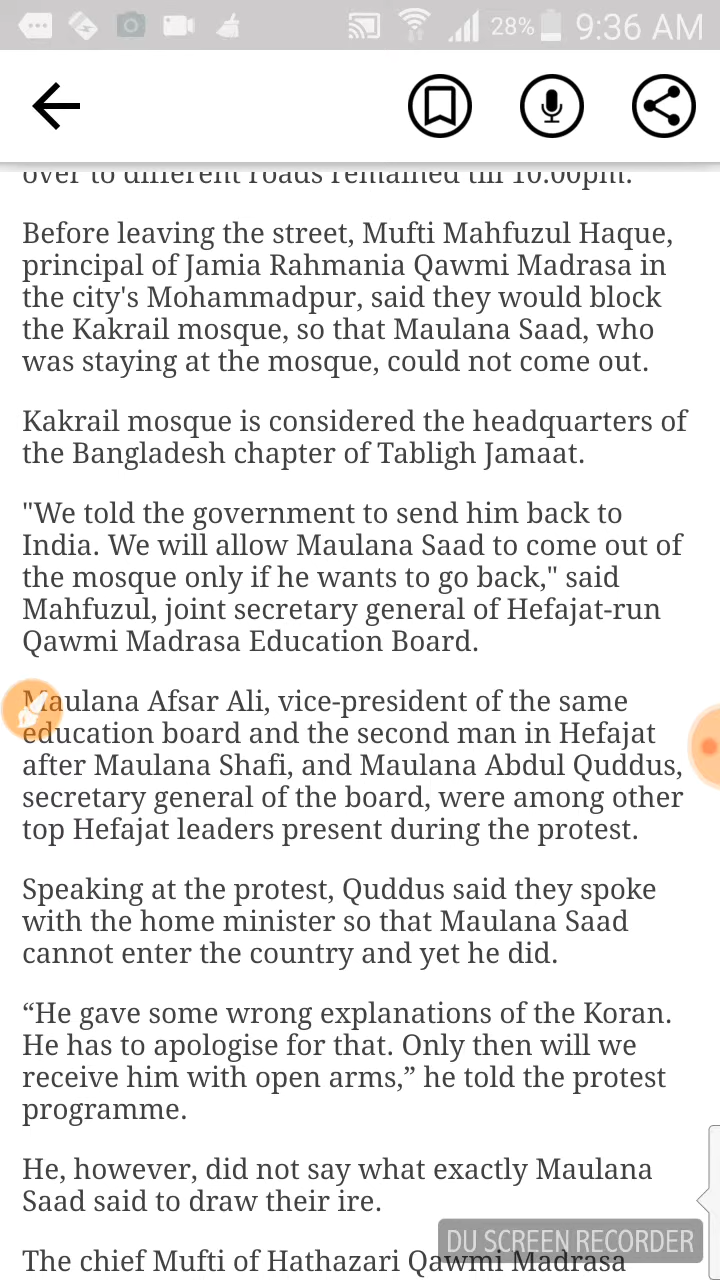 28% 9:36 AM
over to different roads remained till 10.00pm.
Before leaving the street, Mufti Mahfuzul Haque,
principal of Jamia Rahmania Qawmi Madrasa in
the city's Mohammadpur, said they would block
the Kakrail mosque, so that Maulana Saad, who
was staying at the mosque, could not come out.
Kakrail mosque is considered the headquarters of
the Bangladesh chapter of Tabligh Jamaat.
"We told the government to send him back to
India. We will allow Maulana Saad to come out of
the mosque only if he wants to go back," said
Mahfuzul, joint secretary general of Hefajat-run
Qawmi Madrasa Education Board.
Maulana Afsar Ali, vice-president of the same
education board and the second man in Hefajat
after Maulana Shafi, and Maulana Abdul Quddus,
secretary general of the board, were among other
top Hefajat leaders present during the protest.
Speaking at the protest, Quddus said they spoke
with the home minister so that Maulana Saad
cannot enter the country and yet he did.
“He gave some wrong explanations of the Koran.
He has to apologise for that. Only then will we
receive him with open arms,” he told the protest
programme.
He, however, did not say what exactly Maulana
Saad said to draw their ire.
DU SCREEN RECORDER
The chief Mufti of Hathazari Qawmi Madrasa